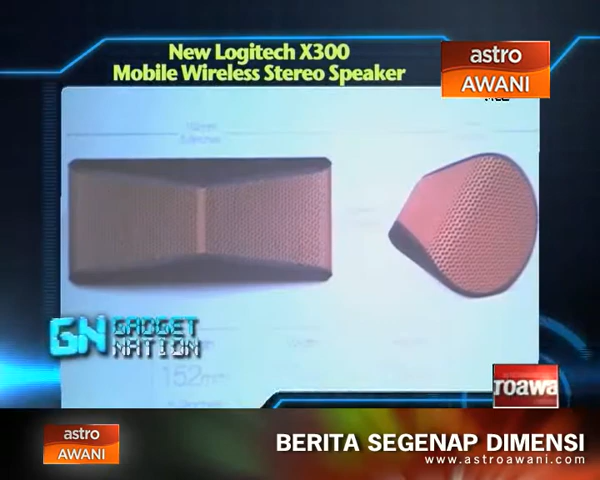 New Logitech X300
Mobile Wireless Stereo Speaker
astro
AWANI
GN GADGET
NATION
152mm
roawa
astro
AWANI
BERITA SEGENAP DIMENSI
www.astroawani.com